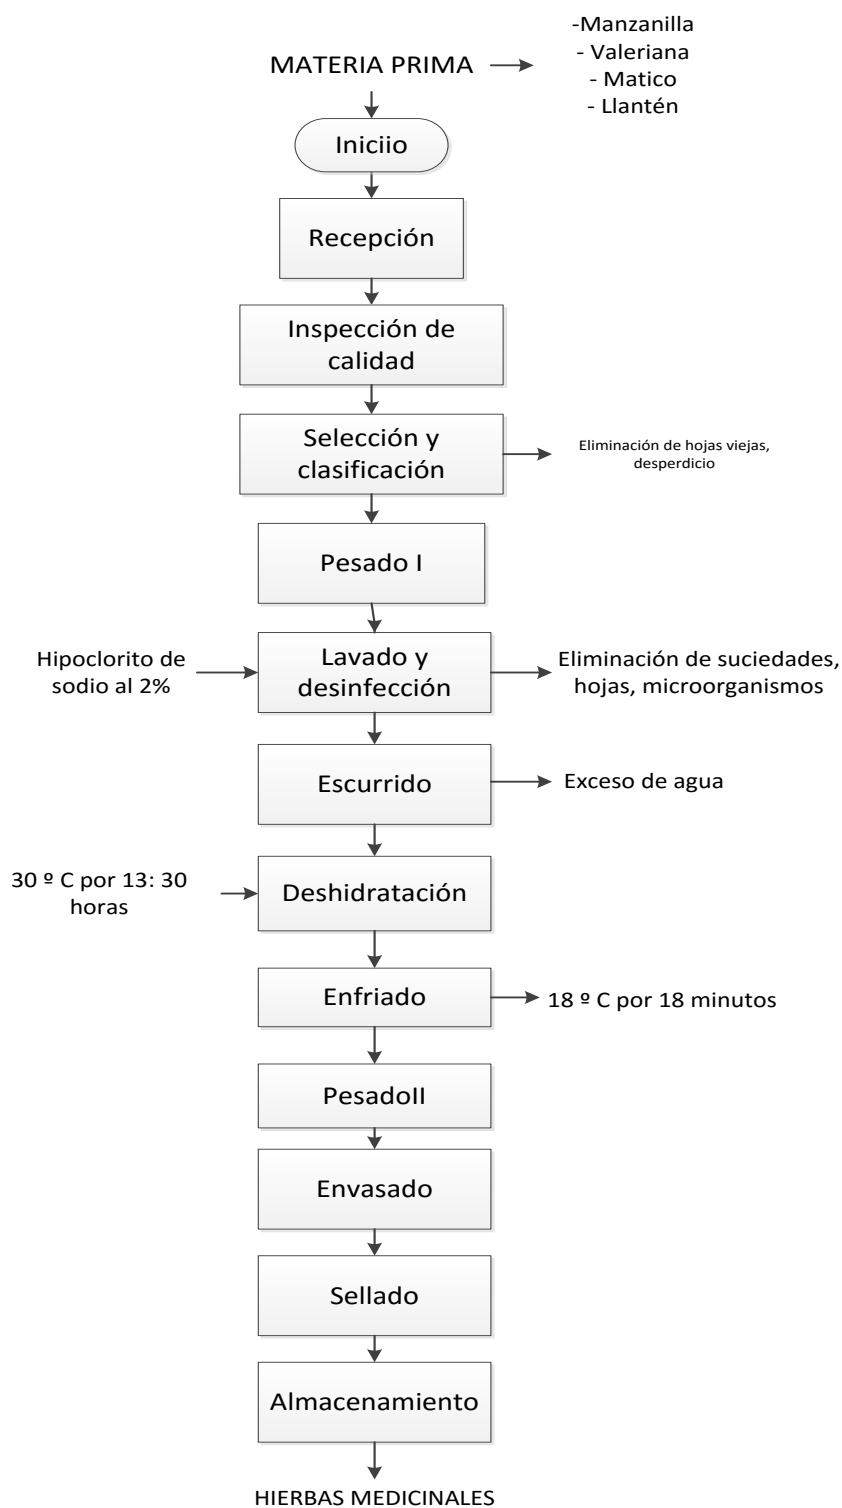 -Manzanilla
- Valeriana
- Matico
- Llantén
MATERIA PRIMA
Iniciio
Recepción
Inspección de
calidad
Selección y
clasificación
Eliminación de hojas viejas,
desperdicio
Pesado I
Hipoclorito de
sodio al 2%
Lavado y
desinfección
Eliminación de suciedades,
hojas, microorganismos
Escurrido
Exceso de agua
30 º C por 13: 30
horas
Deshidratación
Enfriado
18 º C por 18 minutos
PesadoII
Envasado
Sellado
Almacenamiento
HIERBAS MEDICINALES